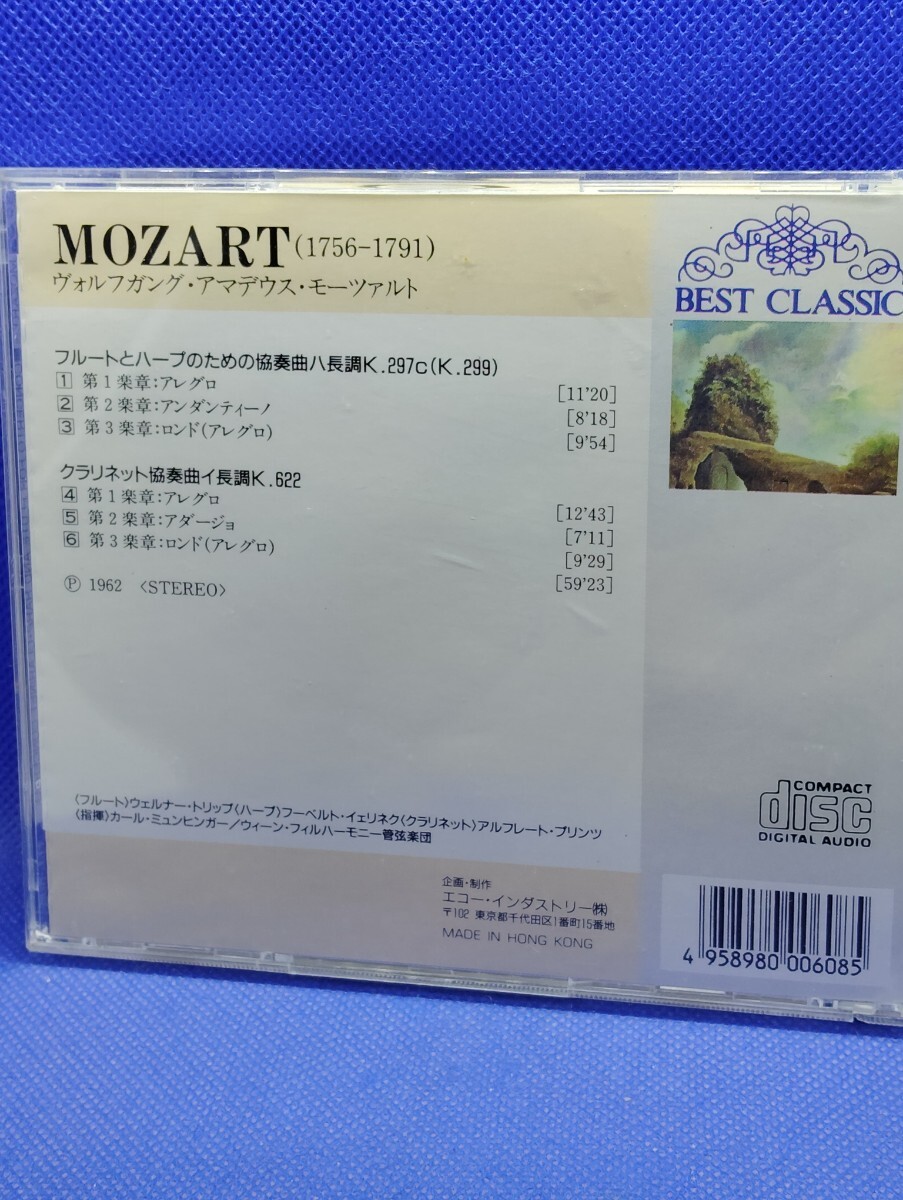 MOZART(1756-1791)
ヴォルフガング・アマデウス・モーツァルト
BEST CLASSIC
フルートとハープのための協奏曲ハ長調K.297c(K.299)
1 第1楽章:アレグロ [11'20]
2 第2楽章:アンダンティーノ [8'18]
3 第3楽章:ロンド(アレグロ) [9'54]
クラリネット協奏曲イ長調K.622
4 第1楽章:アレグロ [12'43]
5 第2楽章:アダージョ [7'11]
6 第3楽章:ロンド(アレグロ) [9'29]
Ⓟ 1962 〈STEREO〉 [59'23]
〈フルート〉ウェルナー・トリップ〈ハープ〉フーベルト・イェリネク〈クラリネット〉アルフレート・プリンツ
〈指揮〉カール・ミュンヒンガー/ウィーン・フィルハーモニー管弦楽団
COMPACT
disc
DIGITAL AUDIO
企画・制作
エコー・インダストリー㈱
〒102 東京都千代田区1番町15番地
MADE IN HONG KONG
4 958980 006085